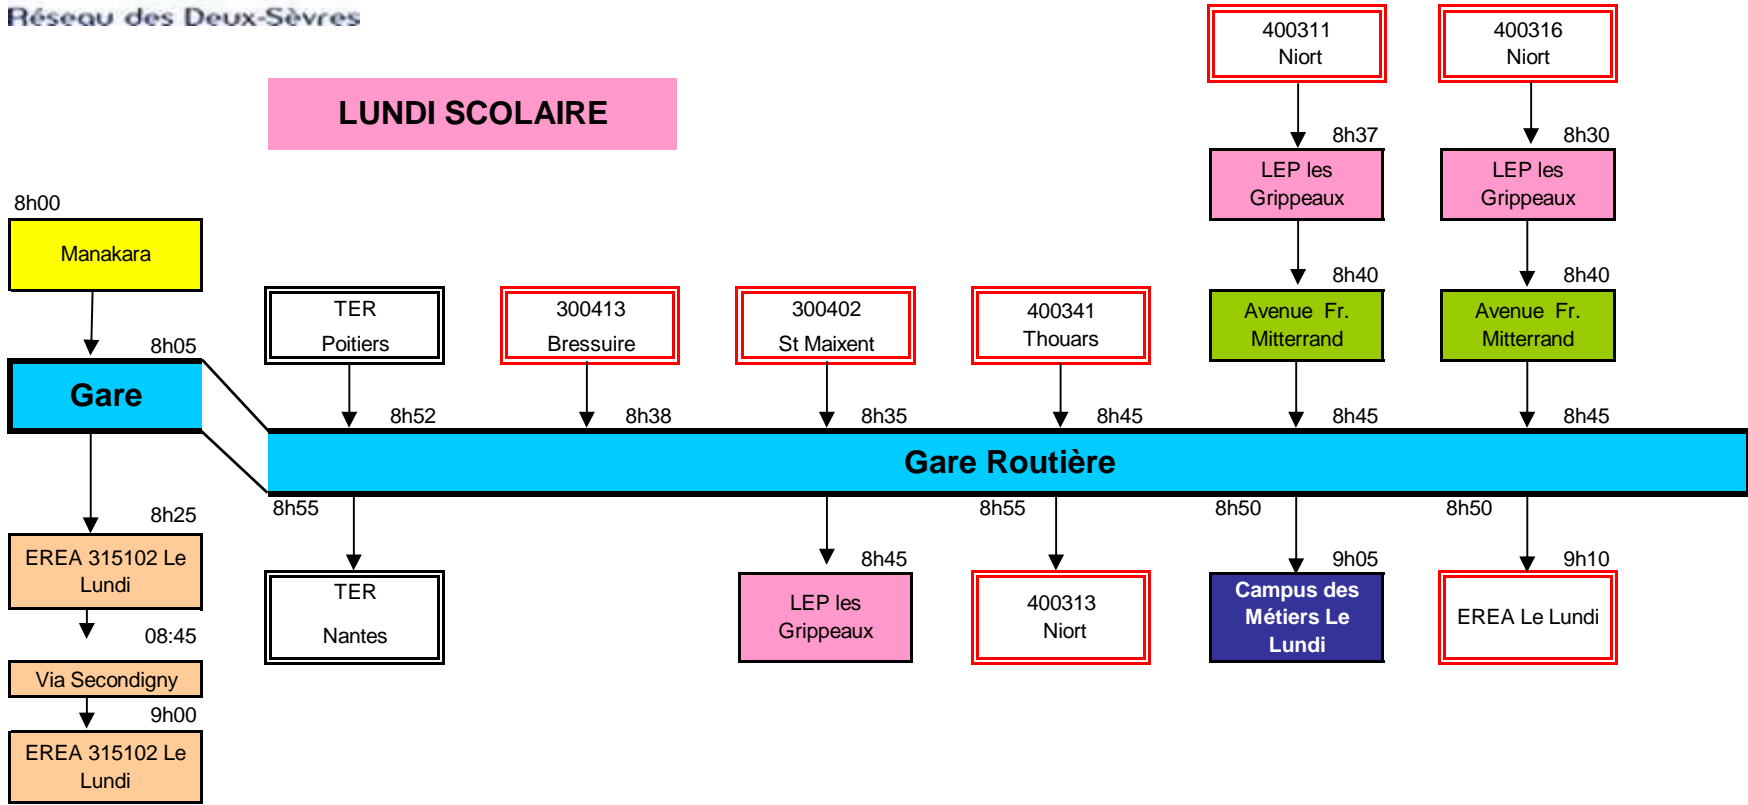 Réseau des Deux-Sèvres
LUNDI SCOLAIRE
400311
Niort
400316
Niort
8h37
8h30
LEP les
Grippeaux
LEP les
Grippeaux
8h00
Manakara
8h40
8h40
TER
Poitiers
300413
Bressuire
300402
St Maixent
400341
Thouars
Avenue Fr.
Mitterrand
Avenue Fr.
Mitterrand
8h05
Gare
8h52
8h38
8h35
8h45
8h45
8h45
Gare Routière
8h25
8h55
8h55
8h50
8h50
EREA 315102 Le
Lundi
8h45
9h05
9h10
TER
Nantes
LEP les
Grippeaux
400313
Niort
Campus des
Métiers Le
Lundi
EREA Le Lundi
08:45
Via Secondigny
9h00
EREA 315102 Le
Lundi